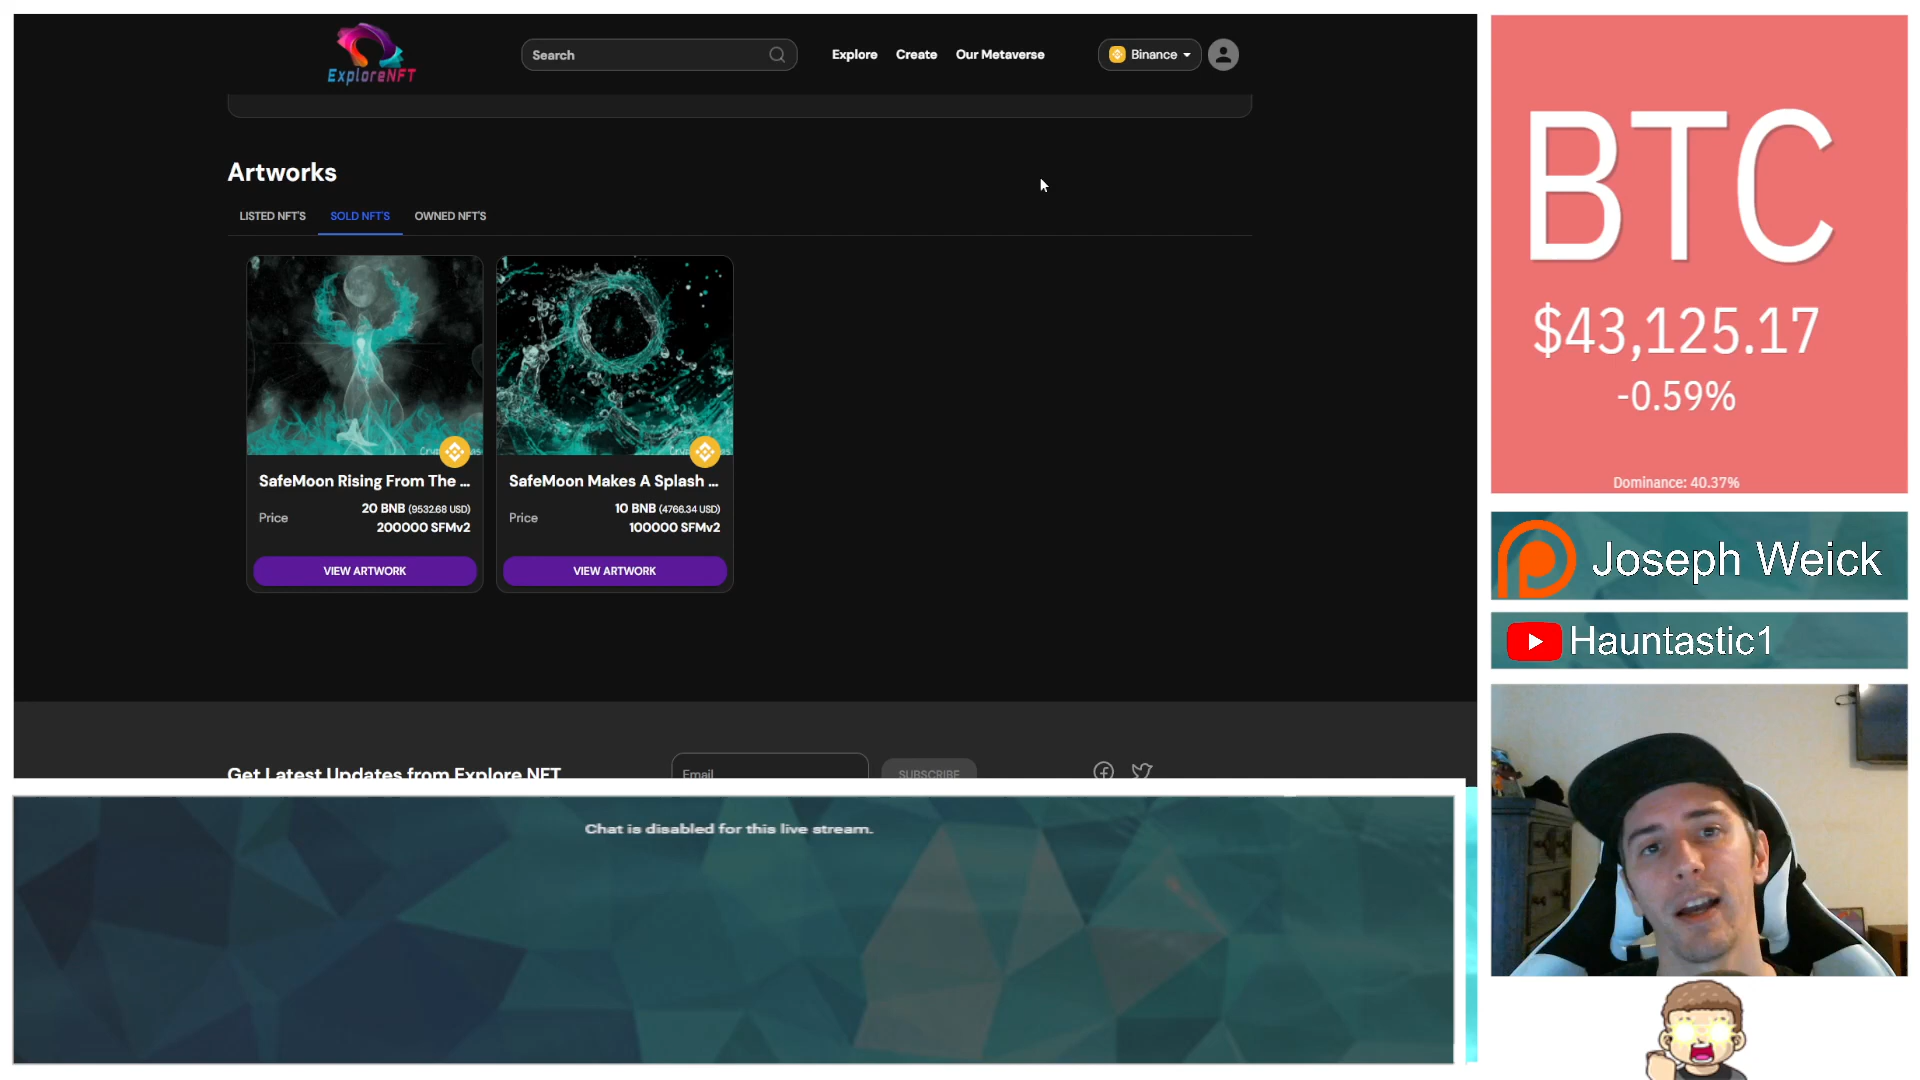 ExploreNFT
Search
Explore
Create
Our Metaverse
Binance
Artworks
LISTED NFT'S
SOLD NFT'S
OWNED NFT'S
SafeMoon Rising From The ...
Price
20 BNB (9532.68 USD)
200000 SFMv2
VIEW ARTWORK
SafeMoon Makes A Splash ...
Price
10 BNB (4766.34 USD)
100000 SFMv2
VIEW ARTWORK
Get Latest Updates from Explore NFT
Email
SUBSCRIBE
Chat is disabled for this live stream.
BTC
$43,125.17
-0.59%
Dominance: 40.37%
Joseph Weick
Hauntastic1